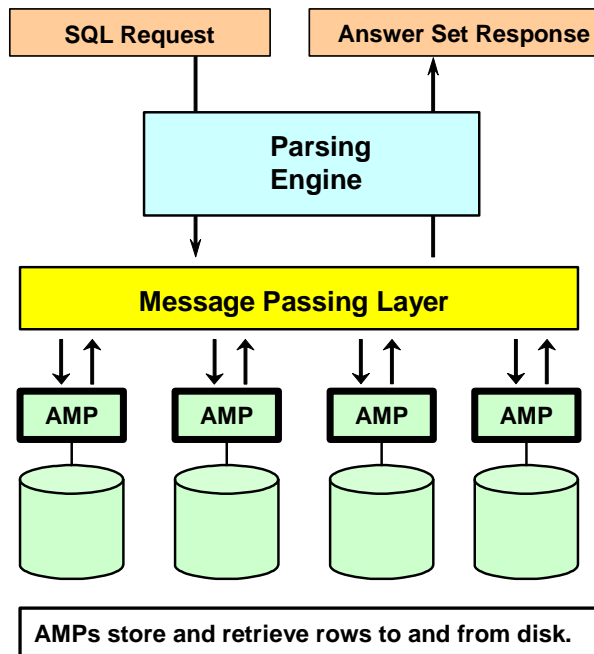 SQL Request
Answer Set Response
Parsing
Engine
Message Passing Layer
AMP
AMP
AMP
AMP
AMPs store and retrieve rows to and from disk.